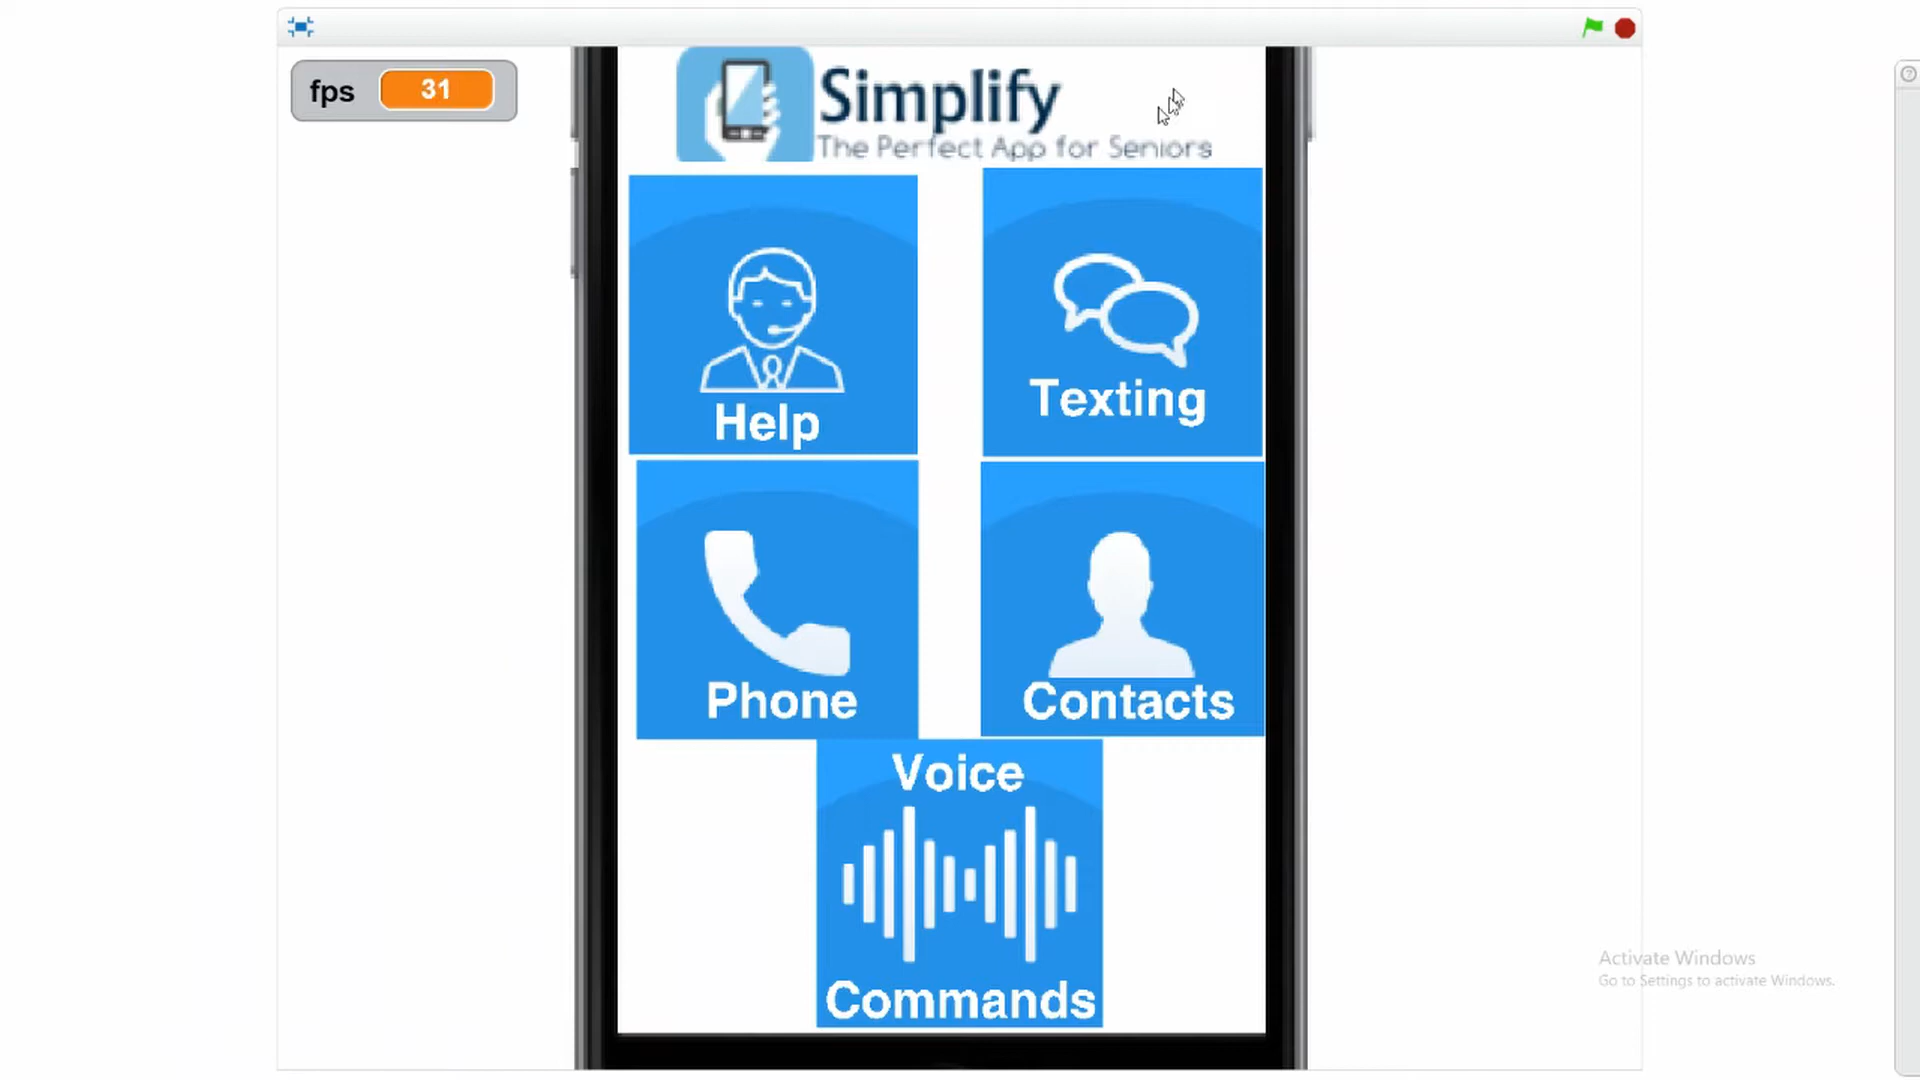 fps 31
Simplify
The Perfect App for Seniors
Help
Texting
Phone
Contacts
Voice
Commands
Activate Windows
Go to Settings to activate Windows.